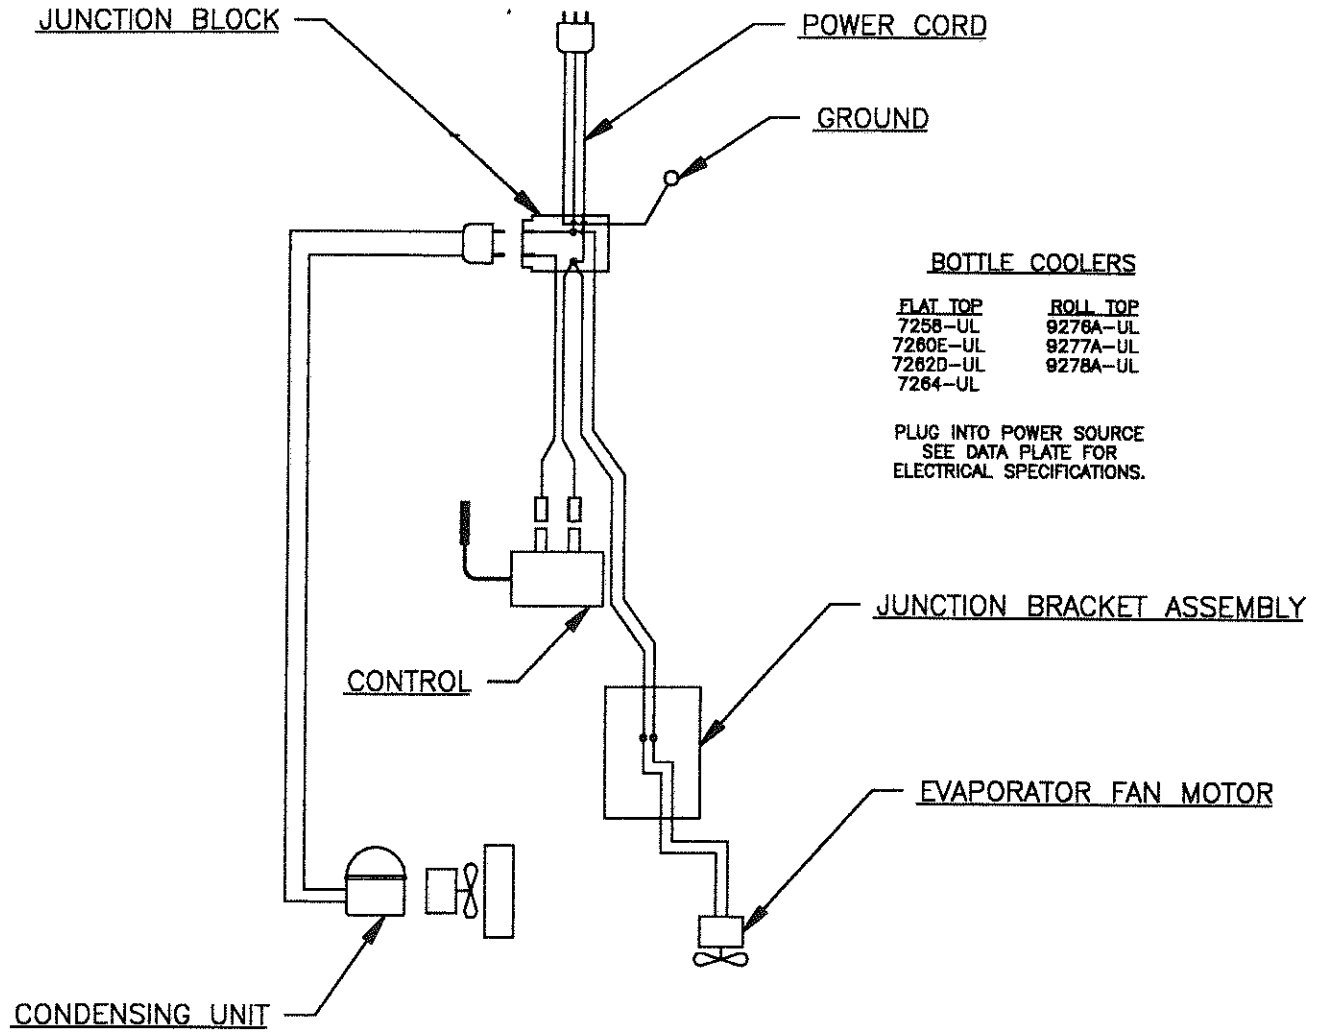 JUNCTION BLOCK
POWER CORD
GROUND
BOTTLE COOLERS
FLAT TOP ROLL TOP
7258-UL 9276A-UL
7260E-UL 9277A-UL
7262D-UL 9278A-UL
7264-UL
PLUG INTO POWER SOURCE
SEE DATA PLATE FOR
ELECTRICAL SPECIFICATIONS.
JUNCTION BRACKET ASSEMBLY
CONTROL
EVAPORATOR FAN MOTOR
CONDENSING UNIT